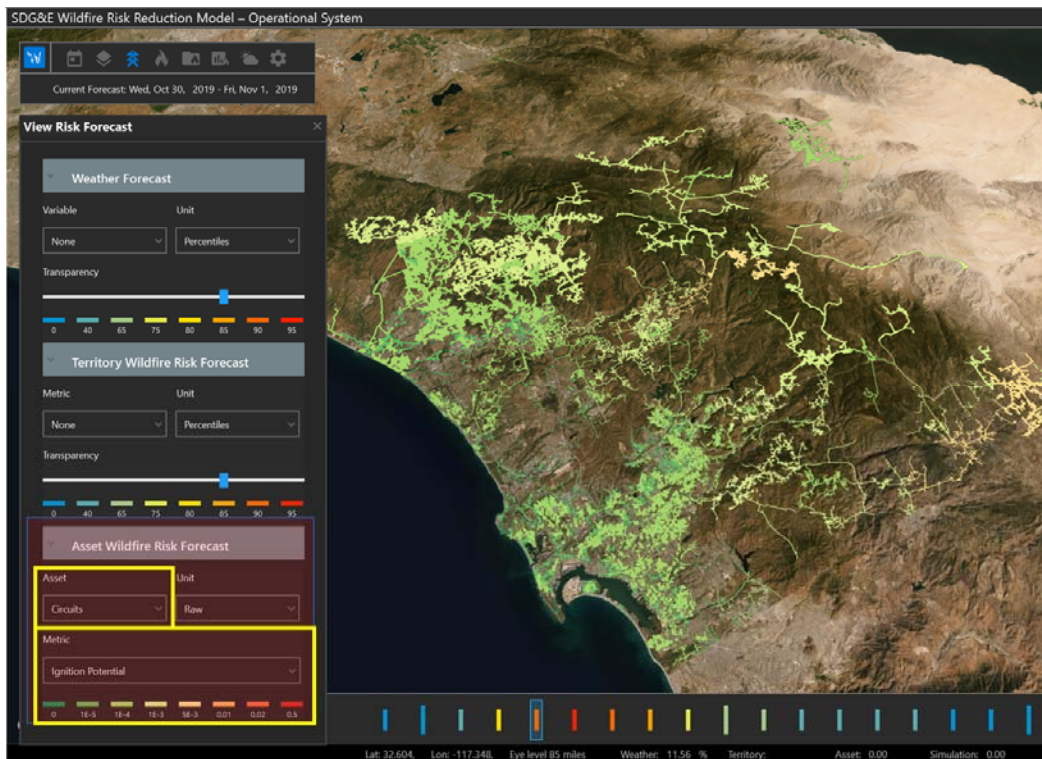 SDG&E Wildfire Risk Reduction Model – Operational System
Current Forecast: Wed, Oct 30, 2019 - Fri, Nov 1, 2019
View Risk Forecast
Weather Forecast
Variable Unit
None Percentiles
Transparency
0 40 65 75 80 85 90 95
Territory Wildfire Risk Forecast
Metric Unit
None Percentiles
Transparency
0 40 65 75 80 85 90 95
Asset Wildfire Risk Forecast
Asset Unit
Circuits Raw
Metric
Ignition Potential
0 1E-5 1E-4 1E-3 5E-3 0.01 0.02 0.5
Lat: 32.604, Lon: -117.348, Eye level 85 miles Weather: 11.56 % Territory: Asset: 0.00 Simulation: 0.00